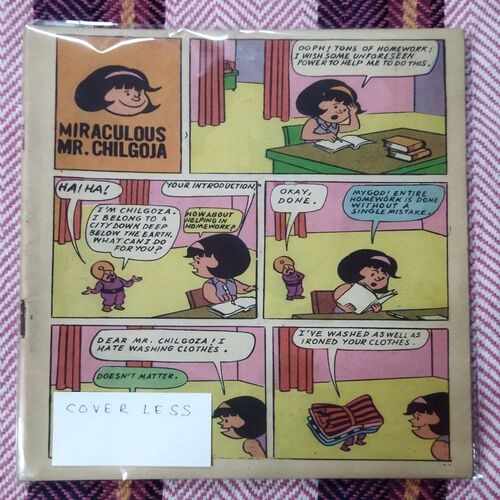 MIRACULOUS
MR. CHILGOJA
OOPH! TONS OF HOMEWORK!
I WISH SOME UNFORESEEN
POWER TO HELP ME TO DO THIS.
HA! HA!
I'M CHILGOZA.
I BELONG TO A
CITY DOWN DEEP
BELOW THE EARTH.
WHAT CAN I DO
FOR YOU?
YOUR INTRODUCTION?
HOW ABOUT
HELPING IN
HOMEWORK?
OKAY,
DONE.
MYGOD! ENTIRE
HOMEWORK IS DONE
WITHOUT A
SINGLE MISTAKE.
DEAR MR. CHILGOZA! I
HATE WASHING CLOTHES.
DOESN'T MATTER.
I'VE WASHED AS WELL AS
IRONED YOUR CLOTHES.
COVER LESS